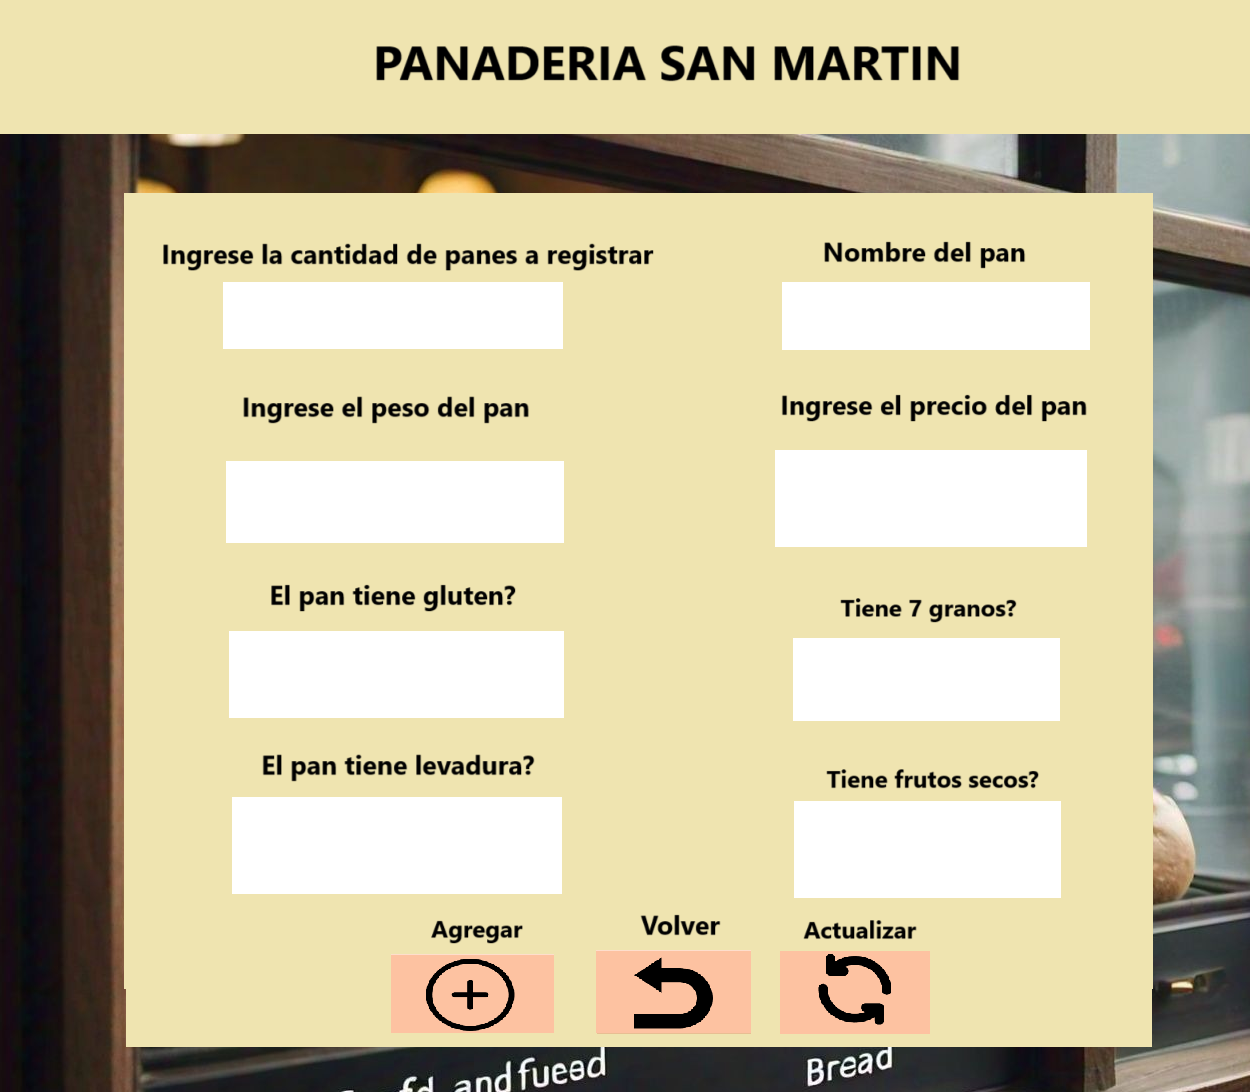 PANADERIA SAN MARTIN
Ingrese la cantidad de panes a registrar
Nombre del pan
Ingrese el peso del pan
Ingrese el precio del pan
El pan tiene gluten?
Tiene 7 granos?
El pan tiene levadura?
Tiene frutos secos?
Agregar
Volver
Actualizar
and
Bread